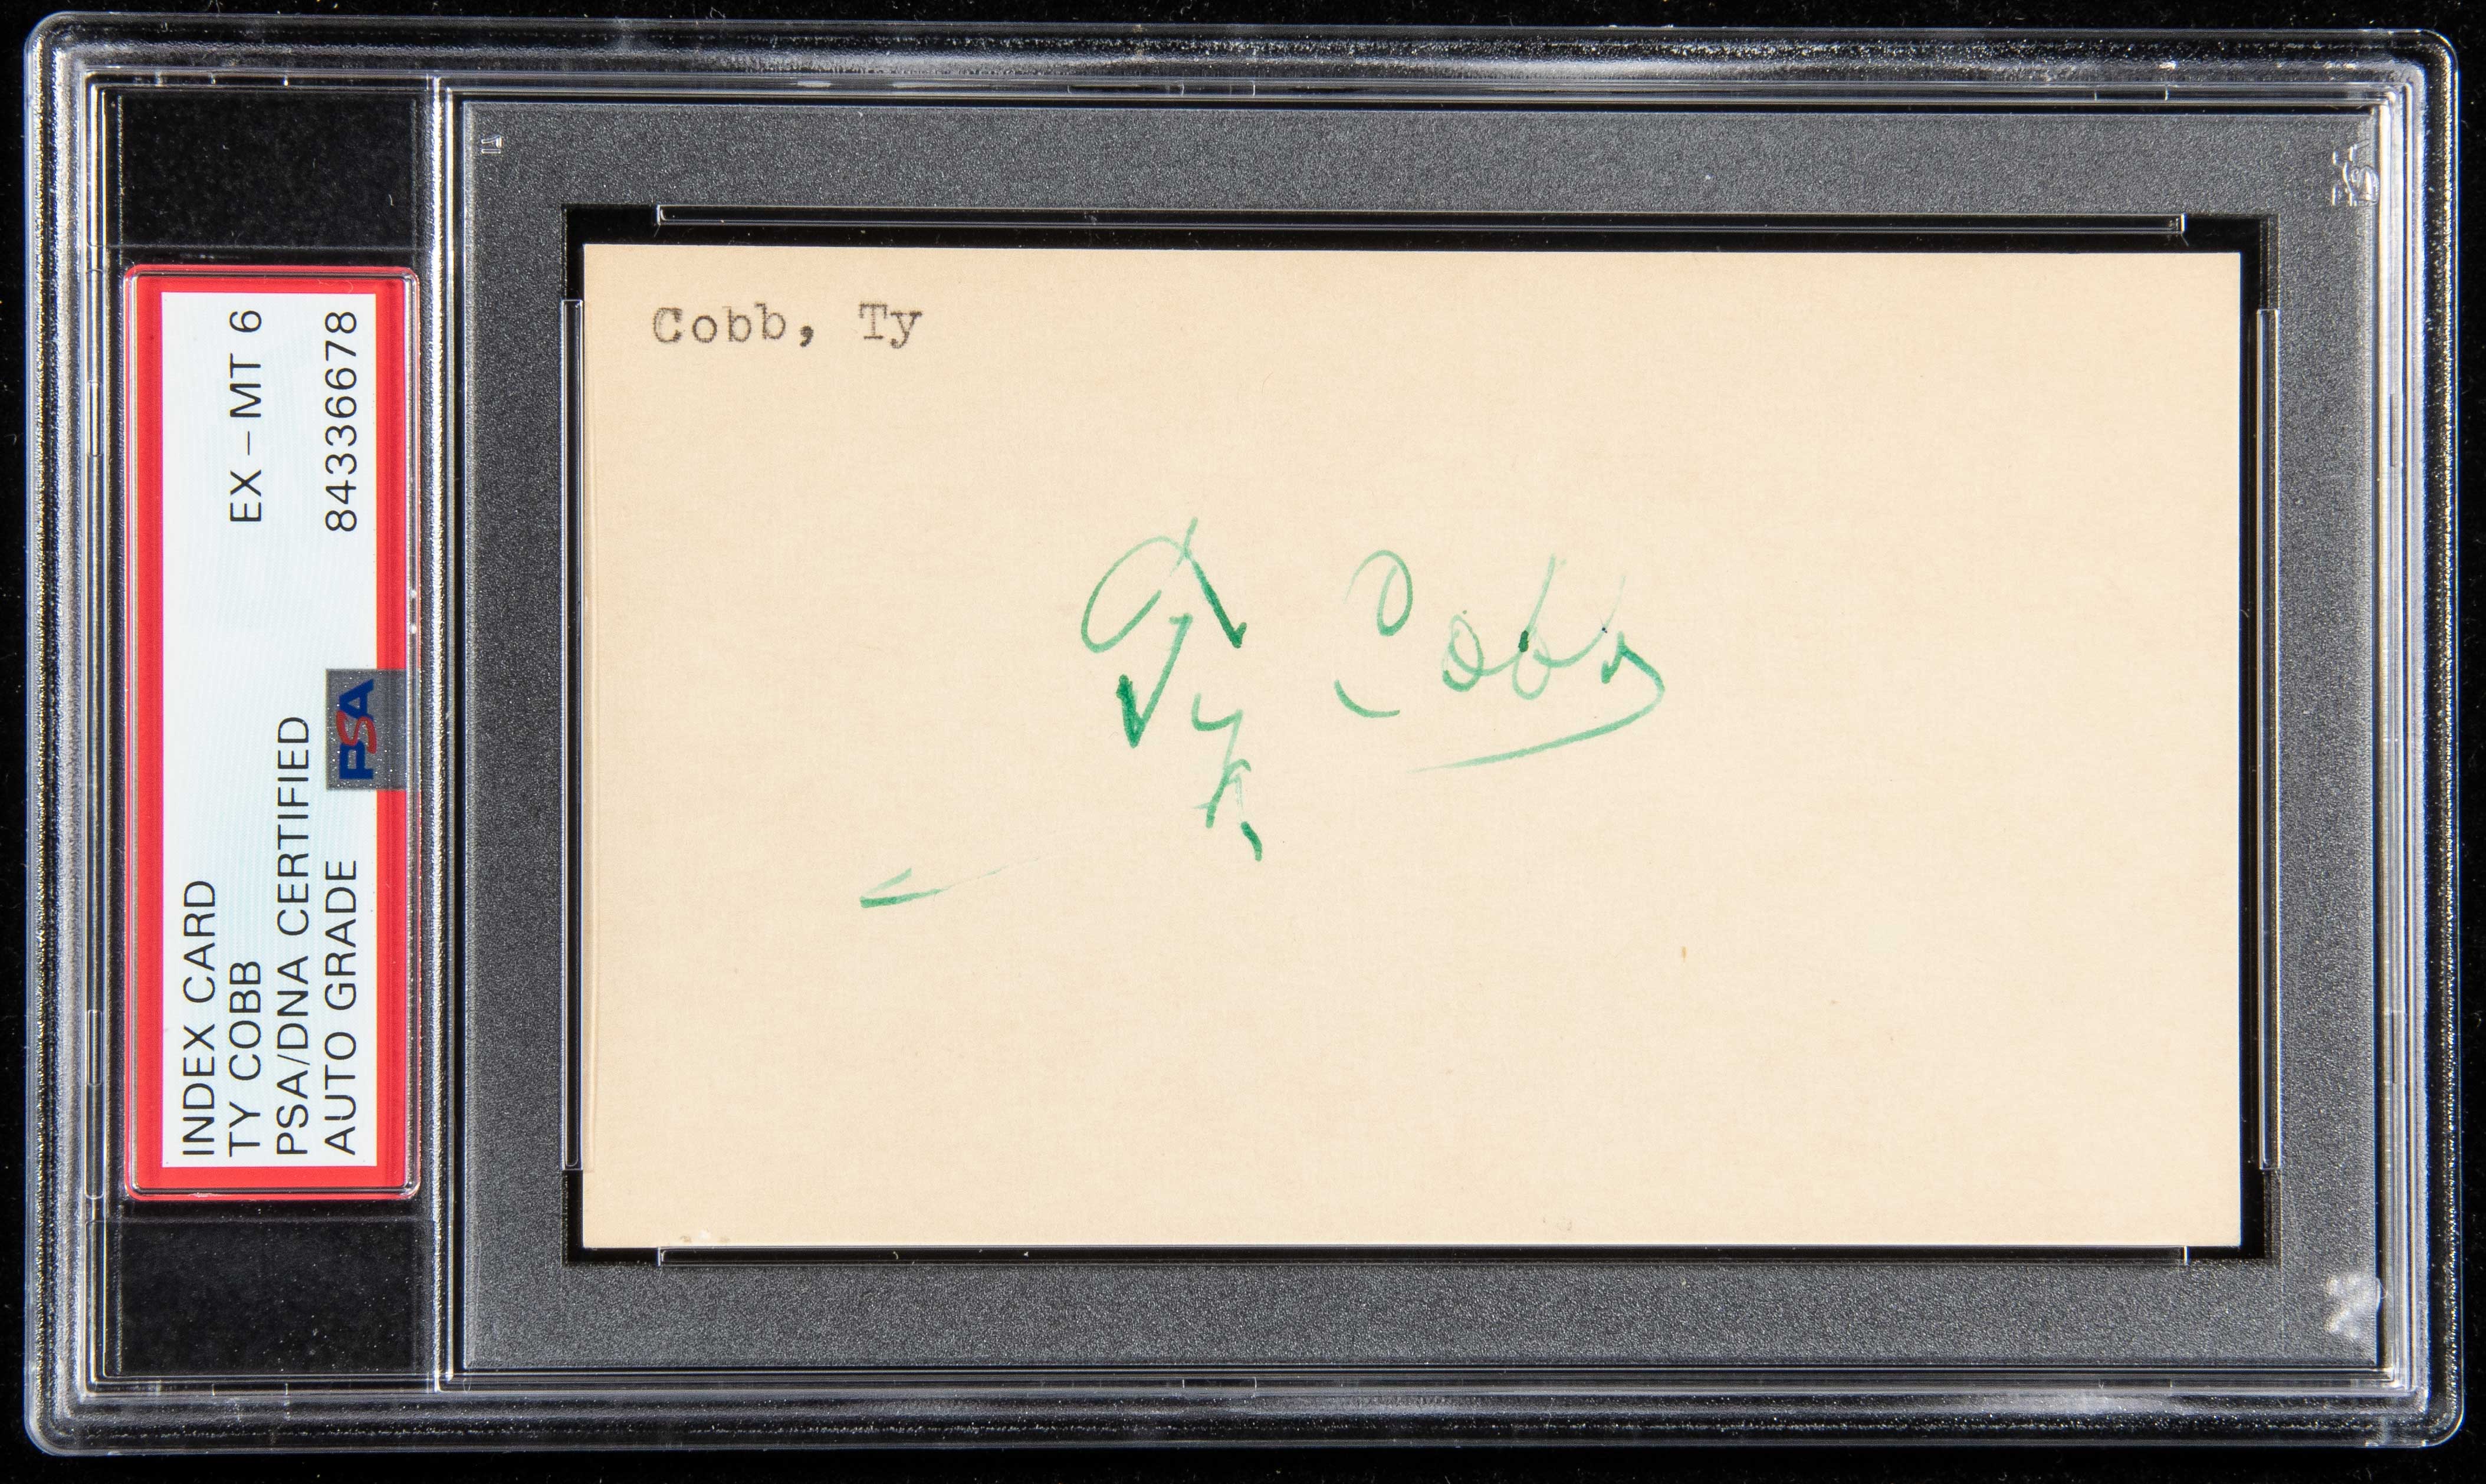 INDEX CARD
TY COBB EX-MT 6
PSA/DNA CERTIFIED
AUTO GRADE 84336678
PSA
Cobb, Ty
Ty Cobb